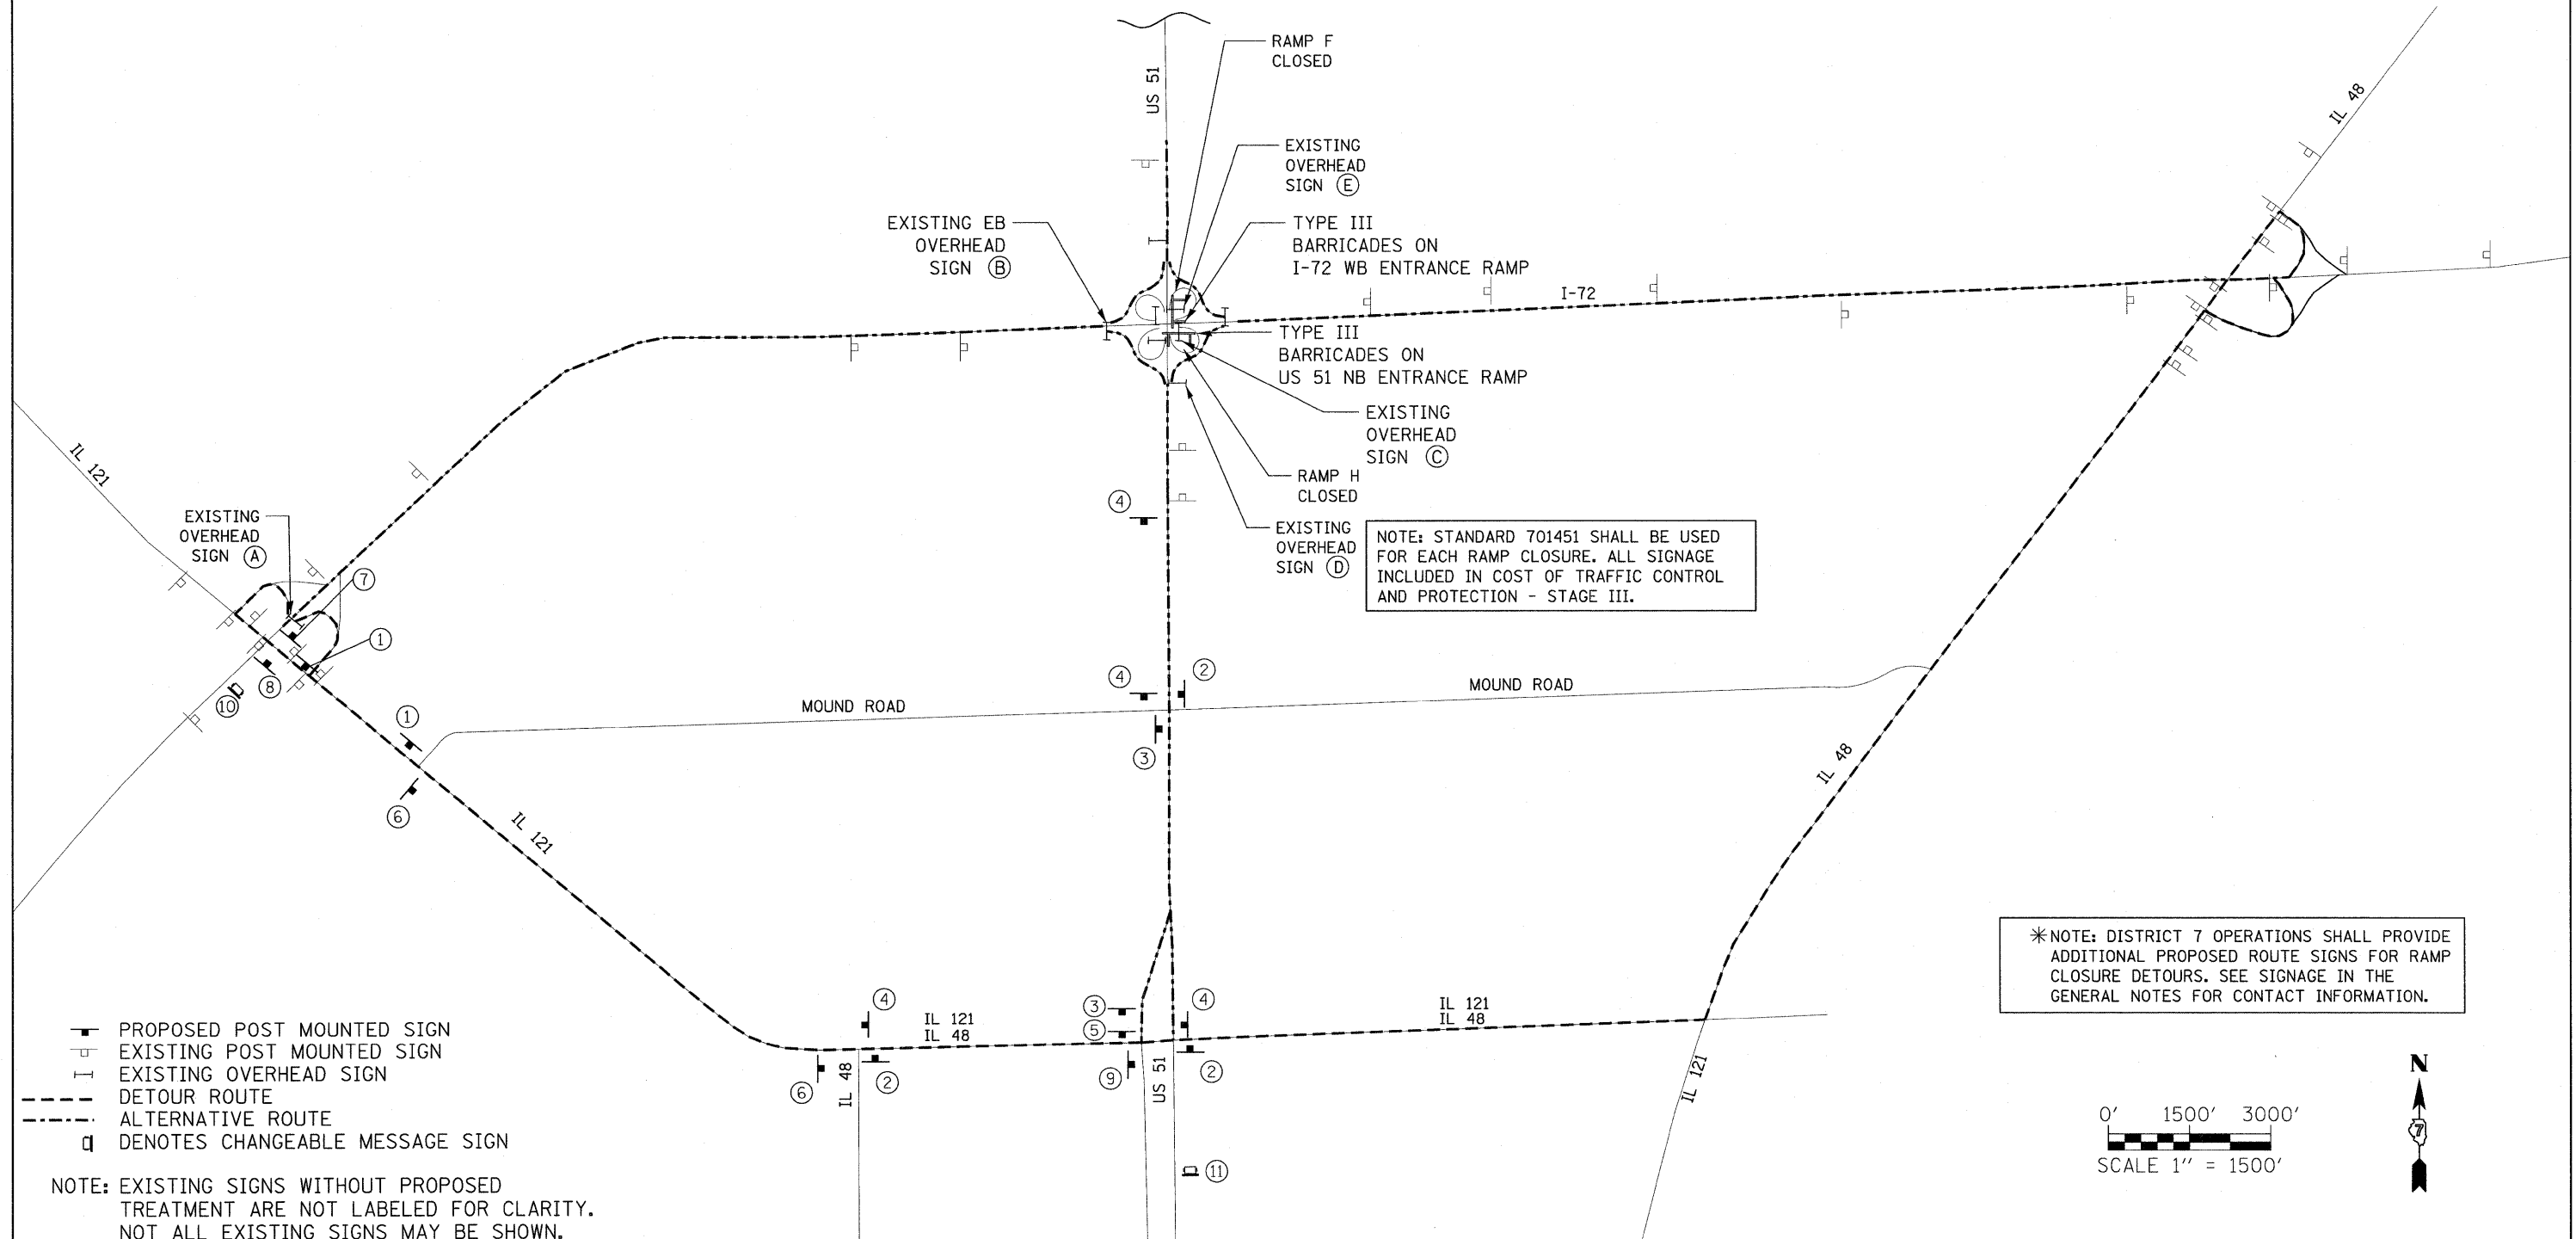 RAMP F
CLOSED
US 51
IL 48
EXISTING
OVERHEAD
SIGN E
EXISTING EB
OVERHEAD
SIGN B
TYPE III
BARRICADES ON
I-72 WB ENTRANCE RAMP
I-72
TYPE III
BARRICADES ON
US 51 NB ENTRANCE RAMP
EXISTING
OVERHEAD
SIGN C
IL 121
RAMP H
CLOSED
4
EXISTING
OVERHEAD
SIGN A
EXISTING
OVERHEAD
SIGN D
NOTE: STANDARD 701451 SHALL BE USED
FOR EACH RAMP CLOSURE. ALL SIGNAGE
INCLUDED IN COST OF TRAFFIC CONTROL
AND PROTECTION - STAGE III.
7
1
8
10
4
2
MOUND ROAD
MOUND ROAD
1
3
6
IL 121
IL 48
✳NOTE: DISTRICT 7 OPERATIONS SHALL PROVIDE
ADDITIONAL PROPOSED ROUTE SIGNS FOR RAMP
CLOSURE DETOURS. SEE SIGNAGE IN THE
GENERAL NOTES FOR CONTACT INFORMATION.
4
IL 121
IL 48
3
5
4
IL 121
IL 48
6
IL 48
2
9
US 51
2
IL 121
11
PROPOSED POST MOUNTED SIGN
EXISTING POST MOUNTED SIGN
EXISTING OVERHEAD SIGN
DETOUR ROUTE
ALTERNATIVE ROUTE
DENOTES CHANGEABLE MESSAGE SIGN
NOTE: EXISTING SIGNS WITHOUT PROPOSED
TREATMENT ARE NOT LABELED FOR CLARITY.
NOT ALL EXISTING SIGNS MAY BE SHOWN.
0' 1500' 3000'
SCALE 1" = 1500'
N
7